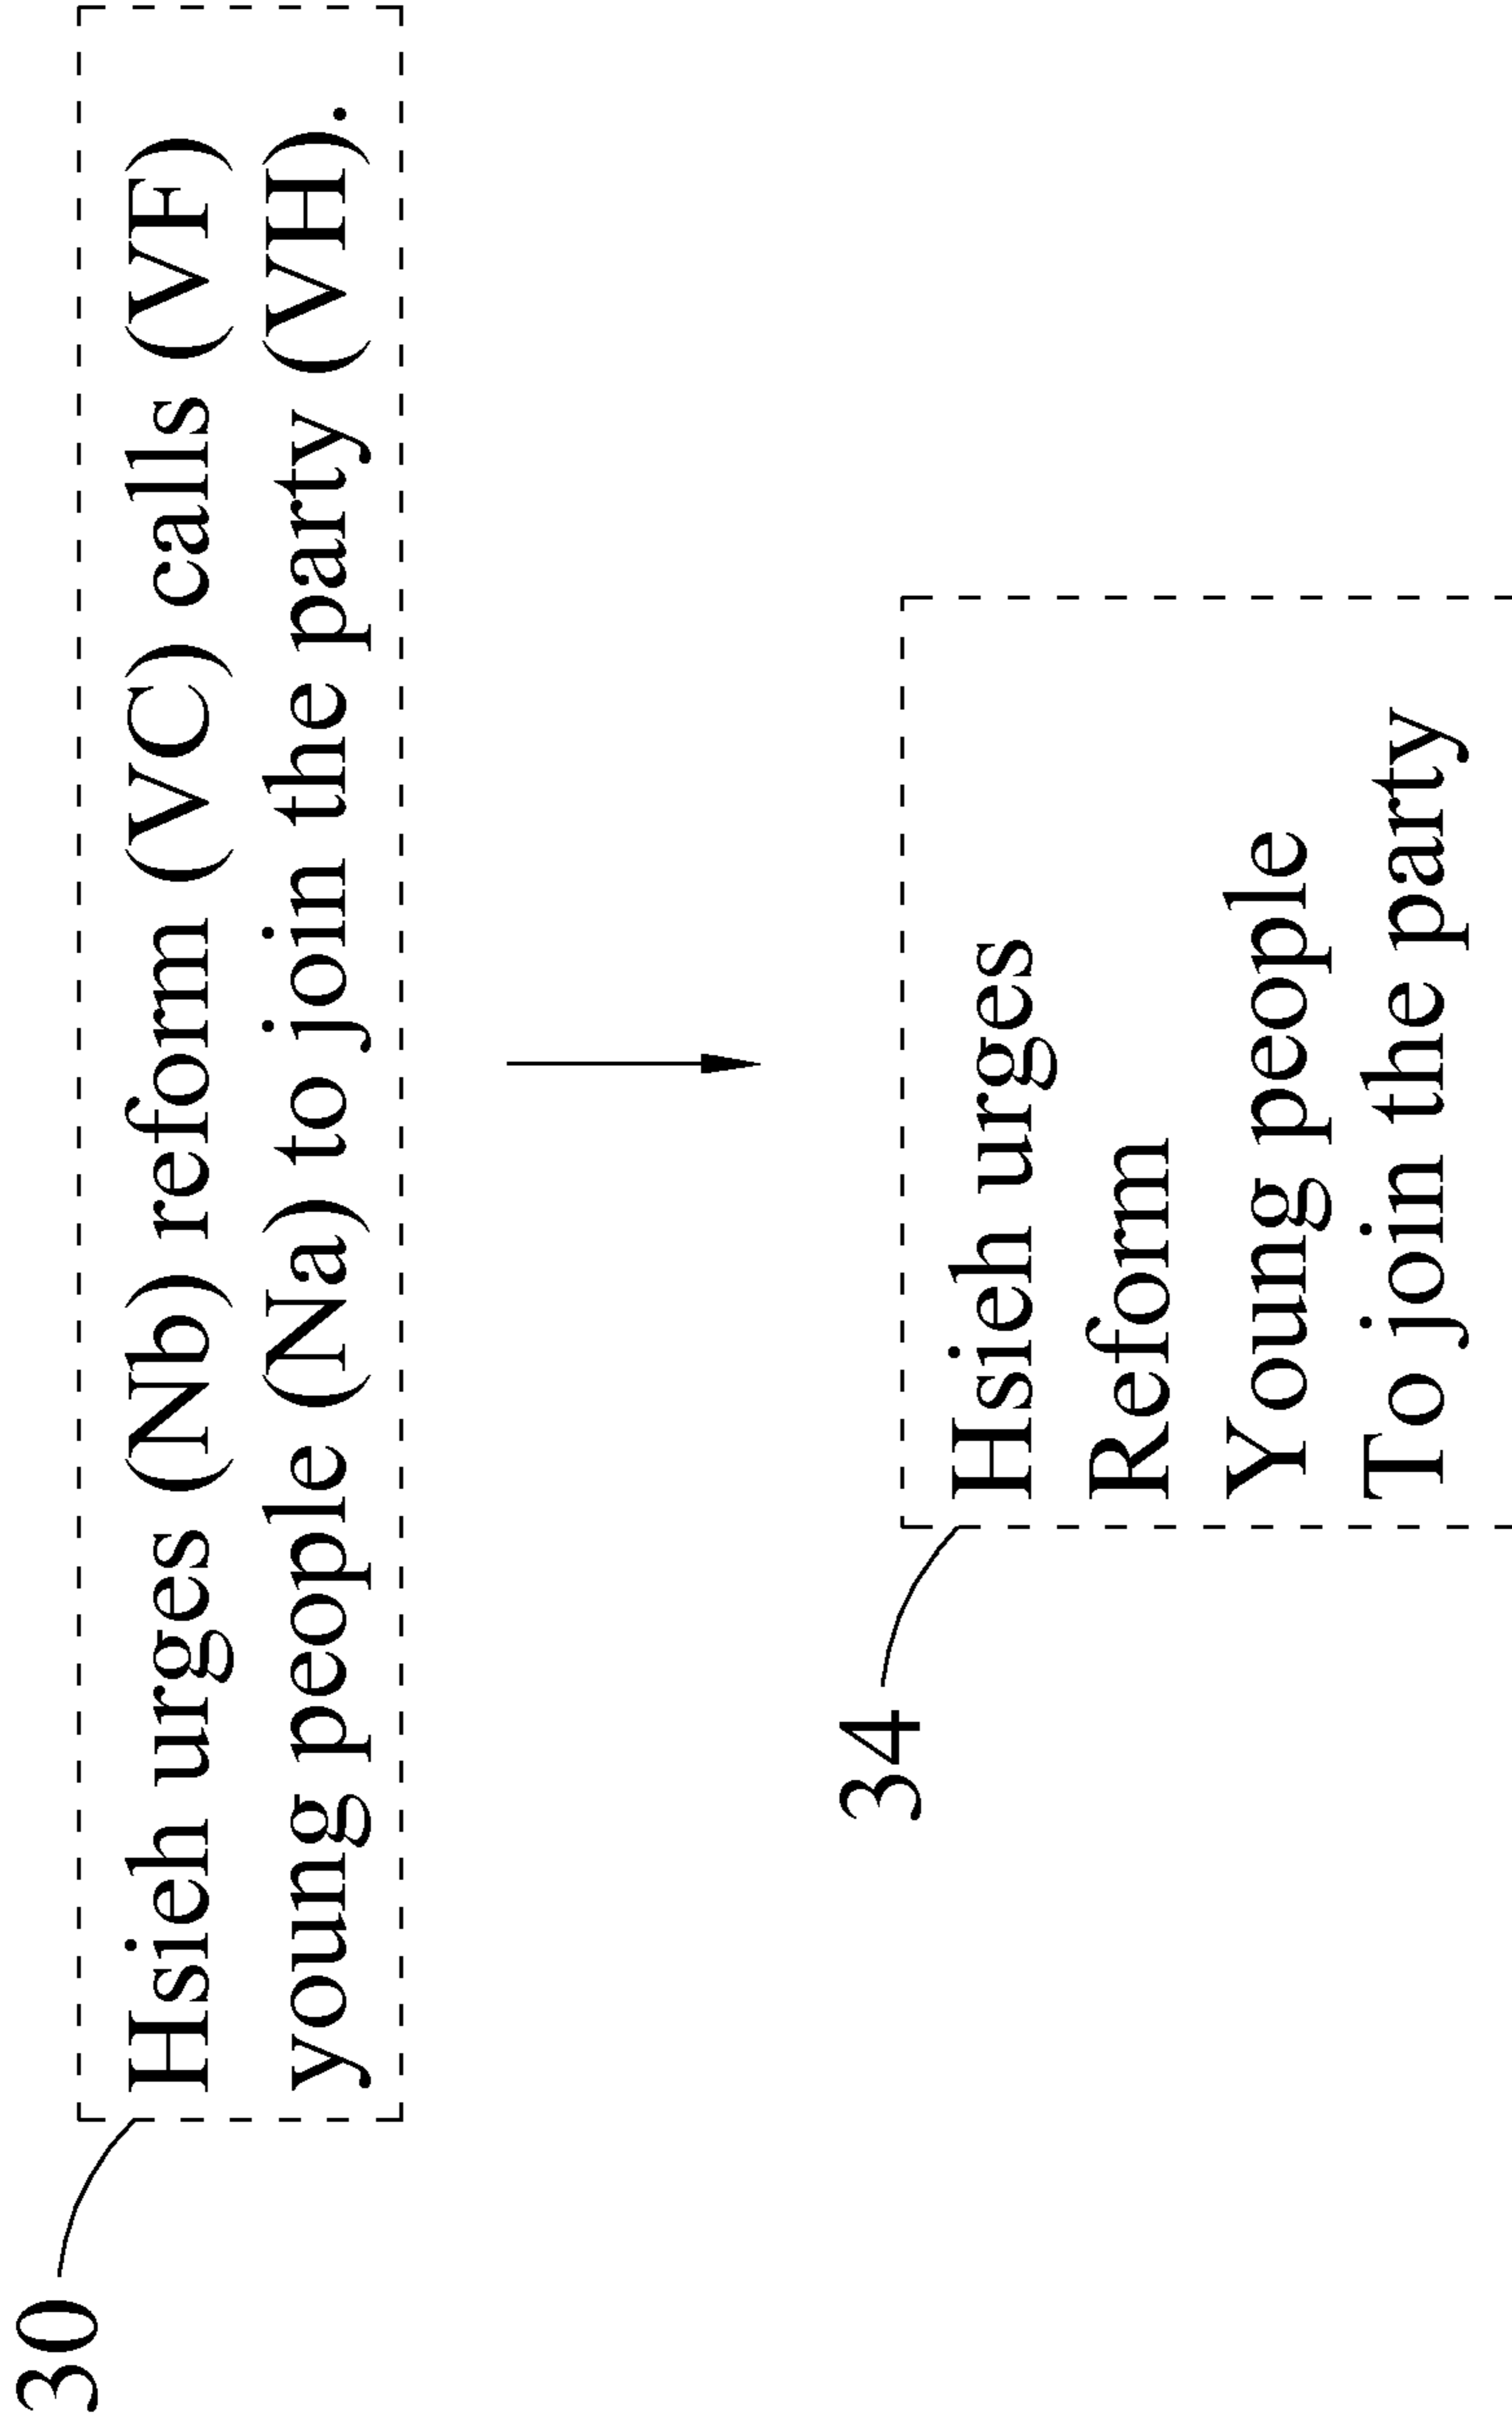 30
Hsieh urges (Nb) reform (VC) calls (VF)
young people (Na) to join the party (VH).
34
Hsieh urges
Reform
Young people
To join the party